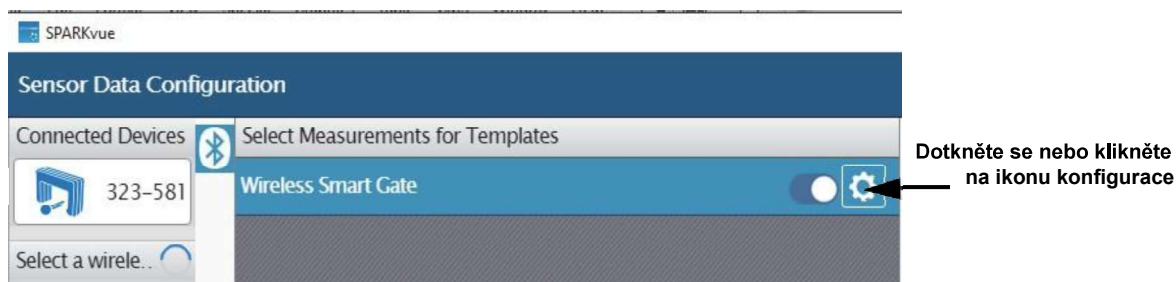 SPARKvue
Sensor Data Configuration
Connected Devices
Select Measurements for Templates
323-581
Wireless Smart Gate
Select a wirele..
Dotkněte se nebo klikněte
na ikonu konfigurace